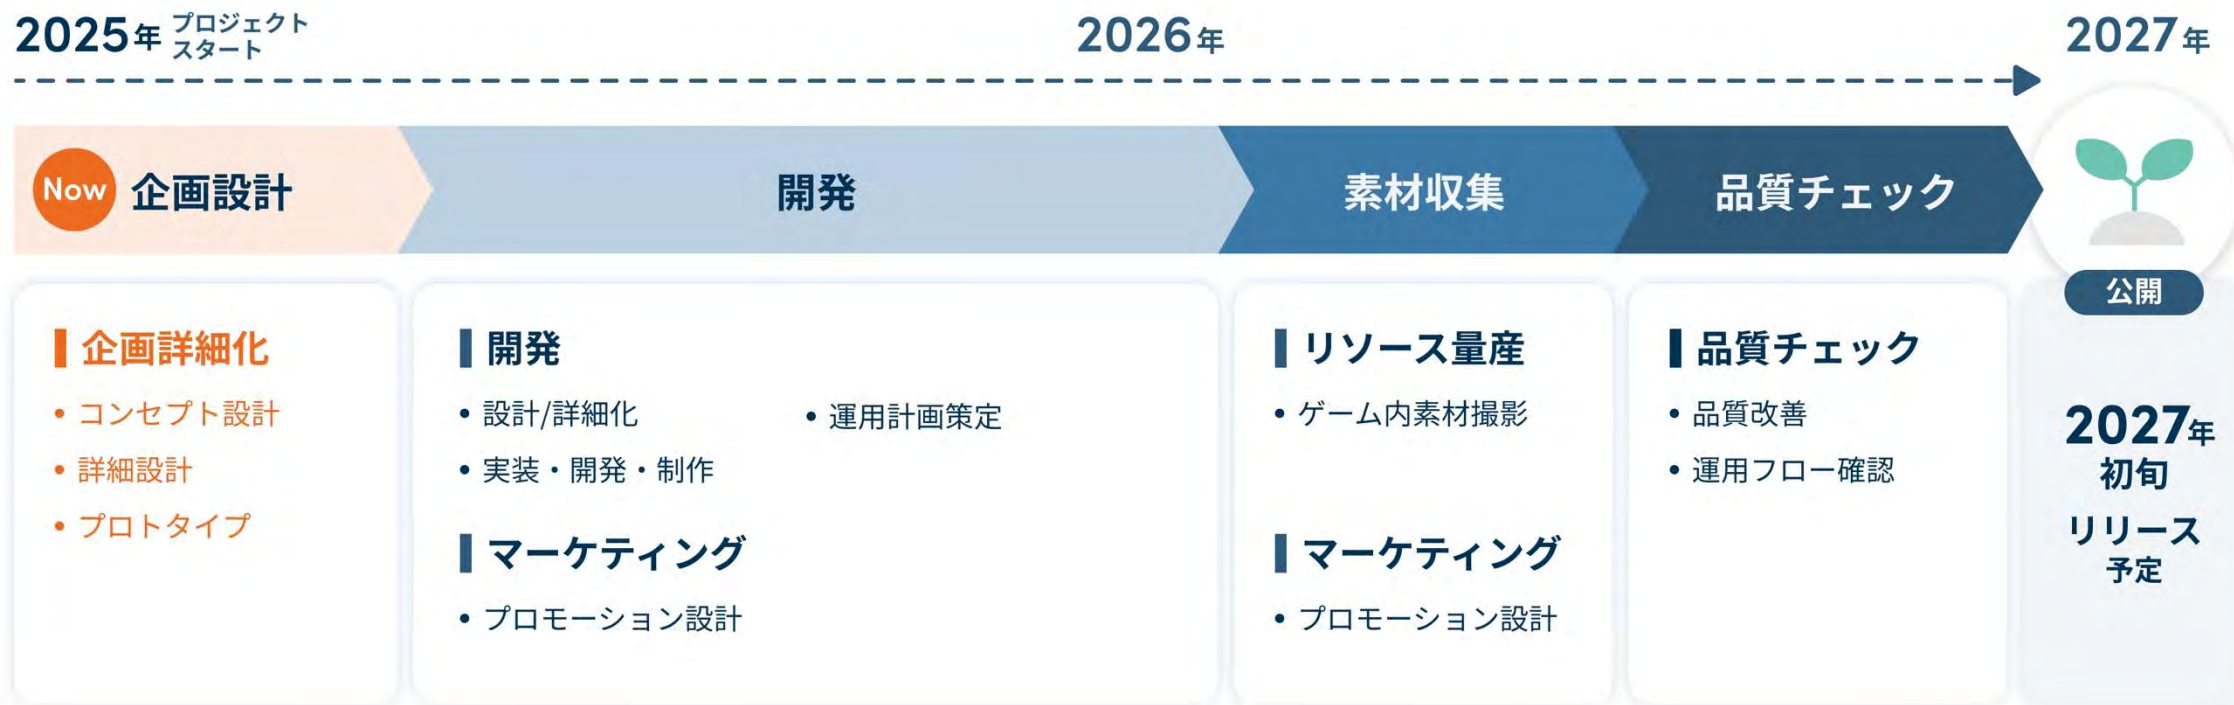 2025年 プロジェクト
スタート
2026年
2027年
Now 企画設計
開発
素材収集
品質チェック
公開
企画詳細化
• コンセプト設計
• 詳細設計
• プロトタイプ
開発
• 設計/詳細化
• 実装・開発・制作
• 運用計画策定
マーケティング
• プロモーション設計
リソース量産
• ゲーム内素材撮影
マーケティング
• プロモーション設計
品質チェック
• 品質改善
• 運用フロー確認
2027年
初旬
リリース
予定